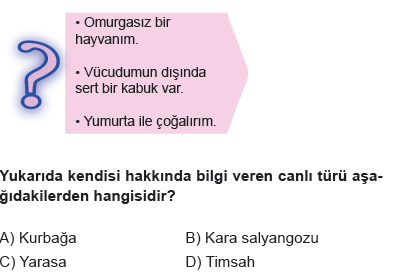 • Omurgasız bir
hayvanım.
• Vücudumun dışında
sert bir kabuk var.
• Yumurta ile çoğalırım.
Yukarıda kendisi hakkında bilgi veren canlı türü aşa-
ğıdakilerden hangisidir?
A) Kurbağa B) Kara salyangozu
C) Yarasa D) Timsah